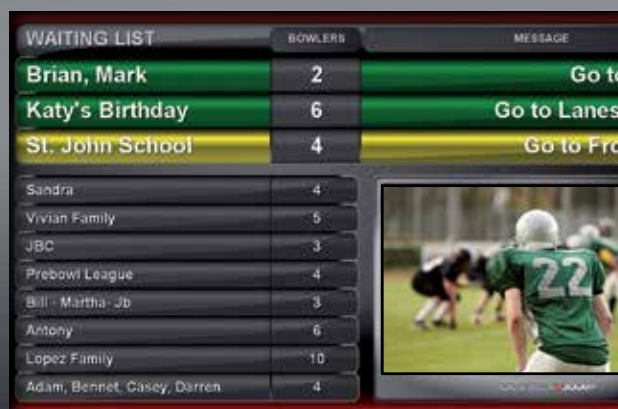 WAITING LIST BOWLERS MESSAGE
Brian, Mark 2 Go to
Katy's Birthday 6 Go to Lanes
St. John School 4 Go to Fro
Sandra 4
Vivian Family 5
JBC 3
Prebowl League 4
Bill - Martha- Jb 3
Antony 6
Lopez Family 10
Adam, Bennet, Casey, Darren 4
22